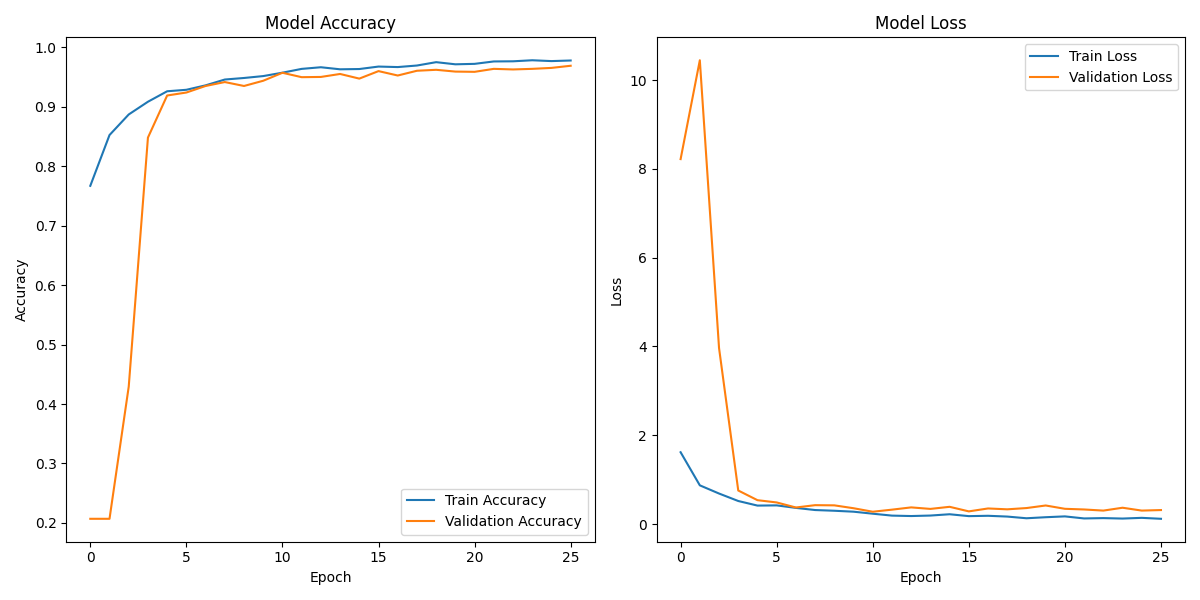 Model Accuracy
1.0
0.9
0.8
0.7
0.6
0.5
0.4
0.3
0.2
Accuracy
Train Accuracy
Validation Accuracy
0 5 10 15 20 25
Epoch
Model Loss
10
8
6
4
2
0
Loss
Train Loss
Validation Loss
0 5 10 15 20 25
Epoch